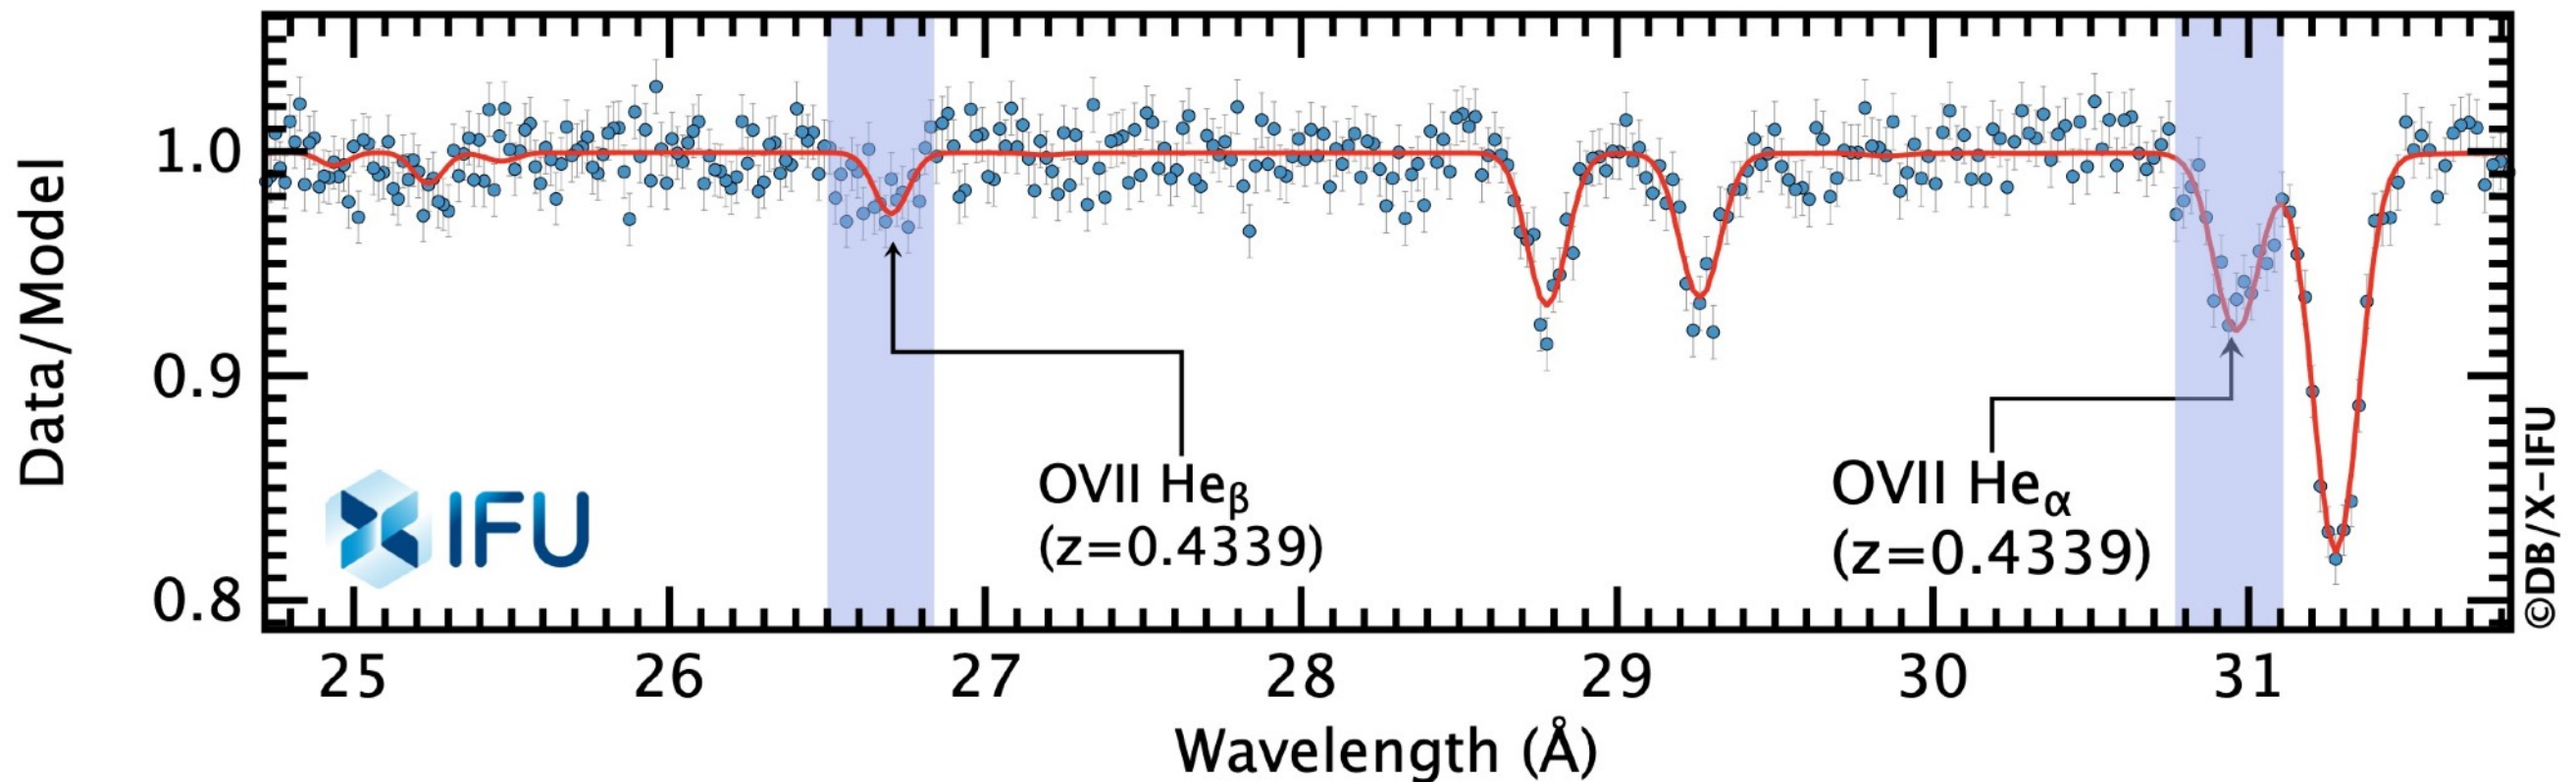 Data/Model
1.0
0.9
0.8
IFU
OVII Heβ
(z=0.4339)
OVII Heα
(z=0.4339)
©DB/X-IFU
25 26 27 28 29 30 31
Wavelength (Å)